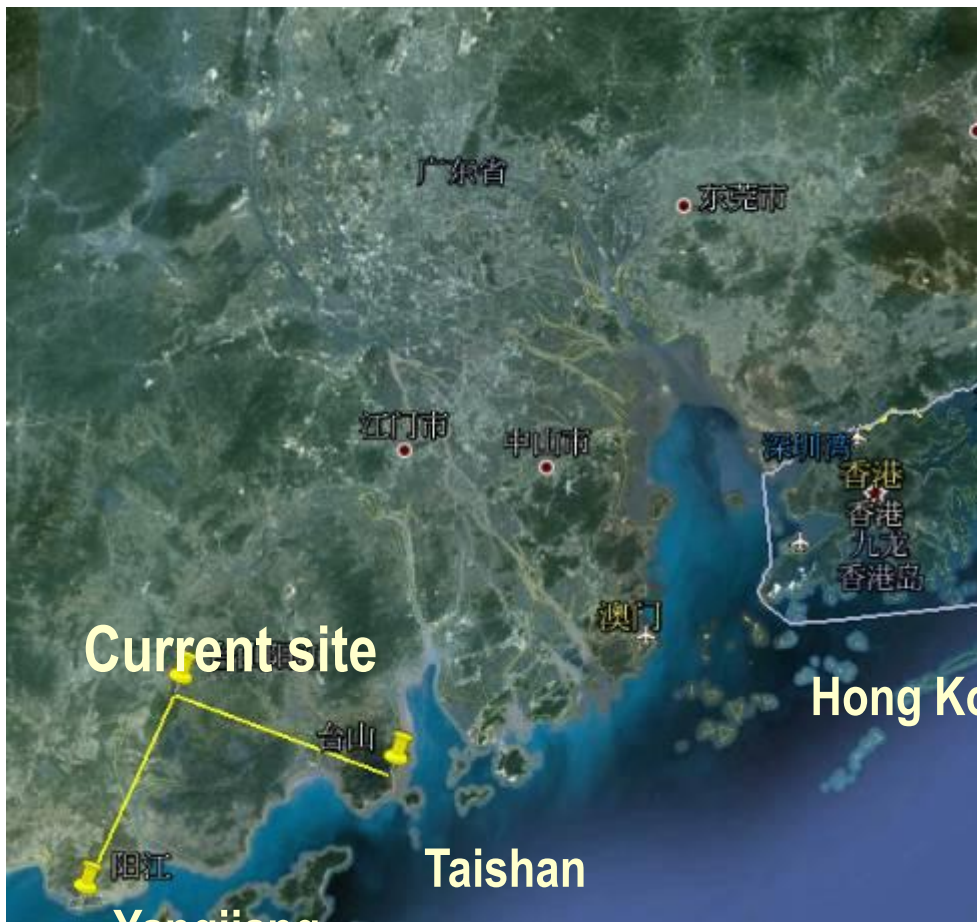 广东省
东莞市
江门市
中山市
深圳湾
香港
香港
九龙
香港岛
澳门
Current site
Hong Ko
台山
阳江
Taishan
Yangjiang